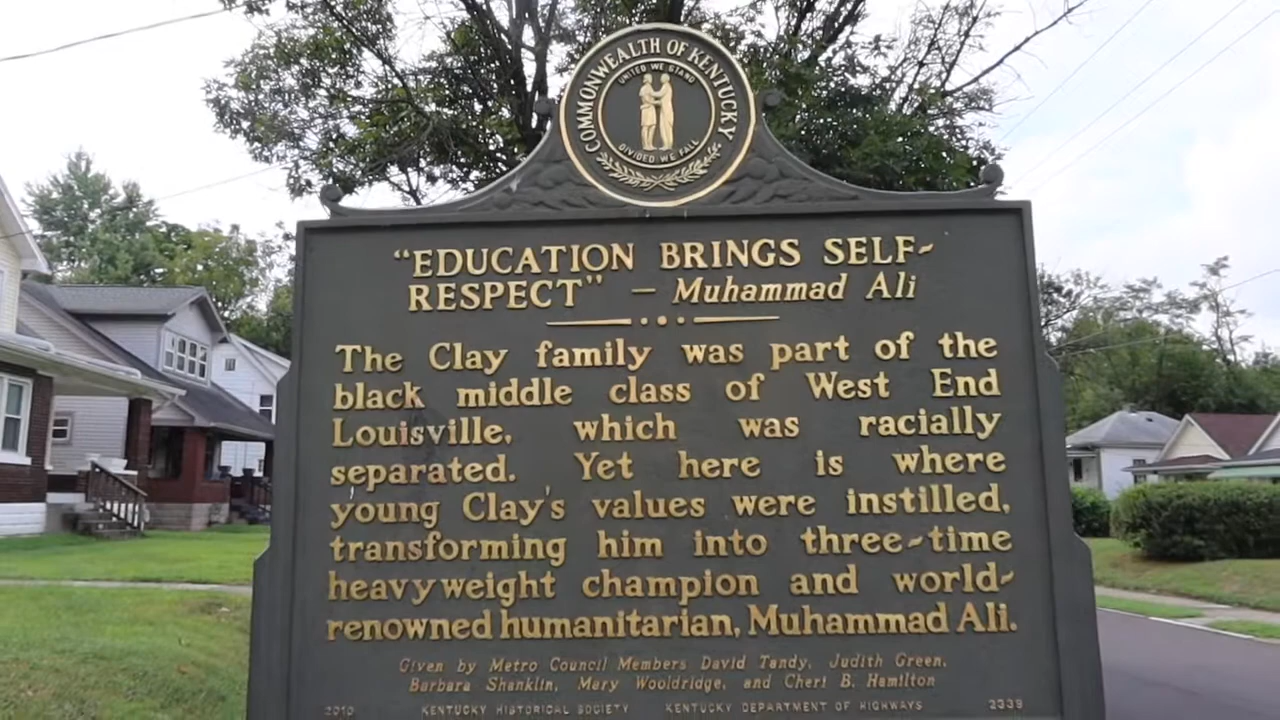 COMMONWEALTH OF KENTUCKY
UNITED WE STAND
DIVIDED WE FALL
“EDUCATION BRINGS SELF-
RESPECT” — Muhammad Ali
The Clay family was part of the
black middle class of West End
Louisville, which was racially
separated. Yet here is where
young Clay's values were instilled,
transforming him into three-time
heavyweight champion and world-
renowned humanitarian, Muhammad Ali.
Given by Metro Council Members David Tandy, Judith Green,
Barbara Shanklin, Mary Wooldridge, and Cheri B. Hamilton
2010 KENTUCKY HISTORICAL SOCIETY KENTUCKY DEPARTMENT OF HIGHWAYS 2339